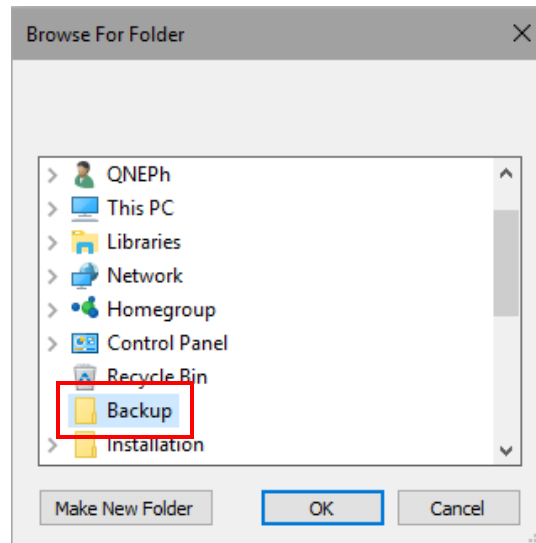 Browse For Folder
QNEPh
This PC
Libraries
Network
Homegroup
Control Panel
Recycle Bin
Backup
Installation
Make New Folder OK Cancel